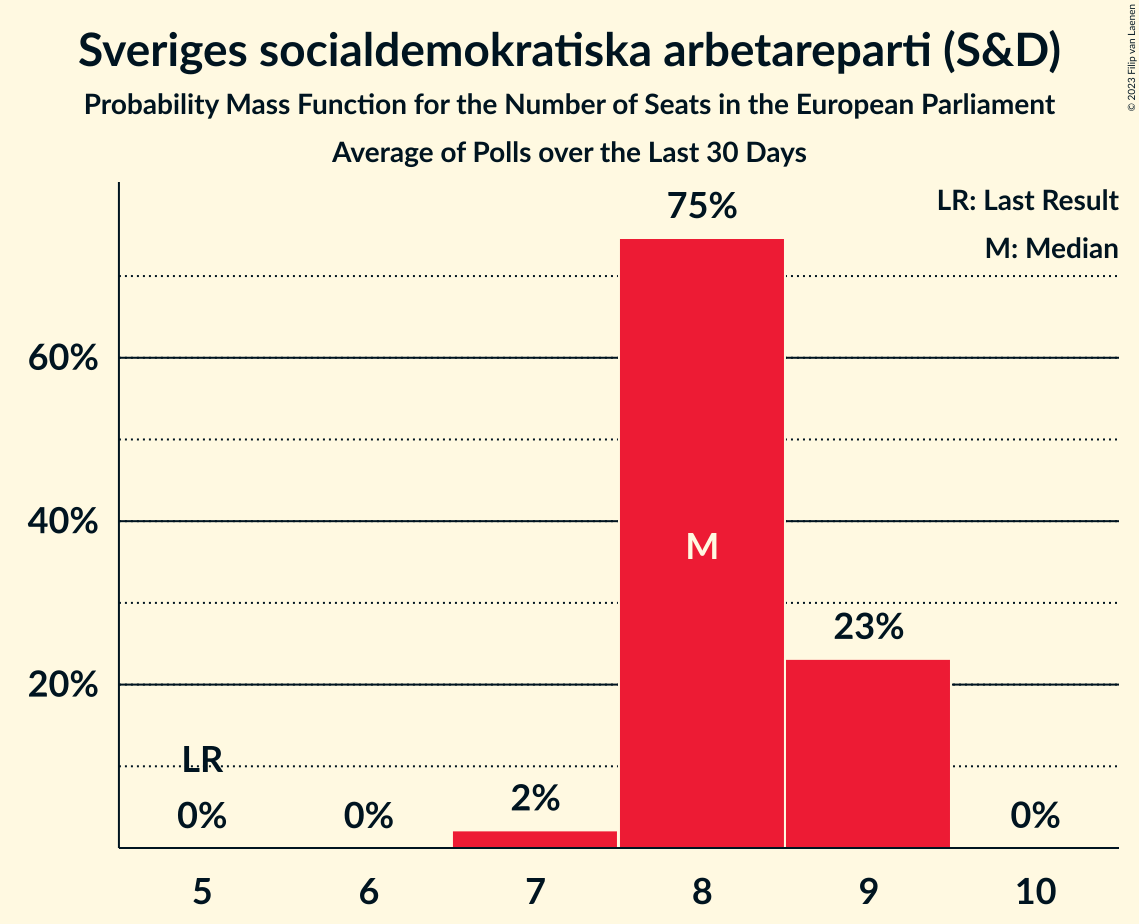 Sveriges socialdemokratiska arbetareparti (S&D)
Probability Mass Function for the Number of Seats in the European Parliament
Average of Polls over the Last 30 Days
© 2023 Filip van Laenen
LR: Last Result
M: Median
75%
60%
40%
M
23%
20%
LR
0%
0%
2%
0%
5
6
7
8
9
10